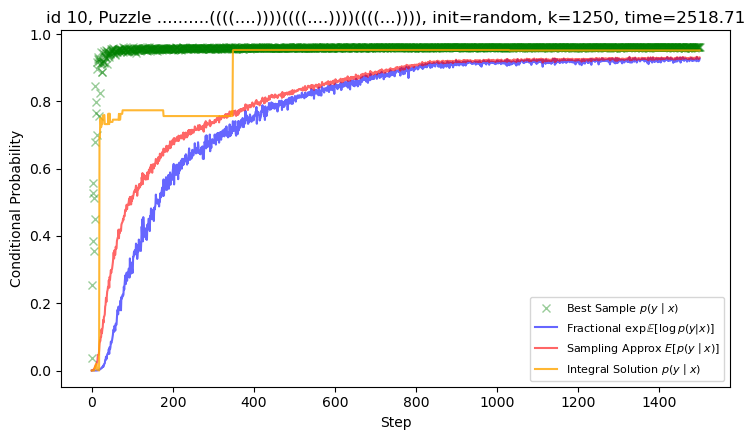 id 10, Puzzle ..........((((....))))((((....))))((((...)))), init=random, k=1250, time=2518.71
Conditional Probability
1.0
0.8
0.6
0.4
0.2
0.0
Best Sample p(y | x)
Fractional exp𝔼[log p(y|x)]
Sampling Approx E[p(y | x)]
Integral Solution p(y | x)
0 200 400 600 800 1000 1200 1400
Step